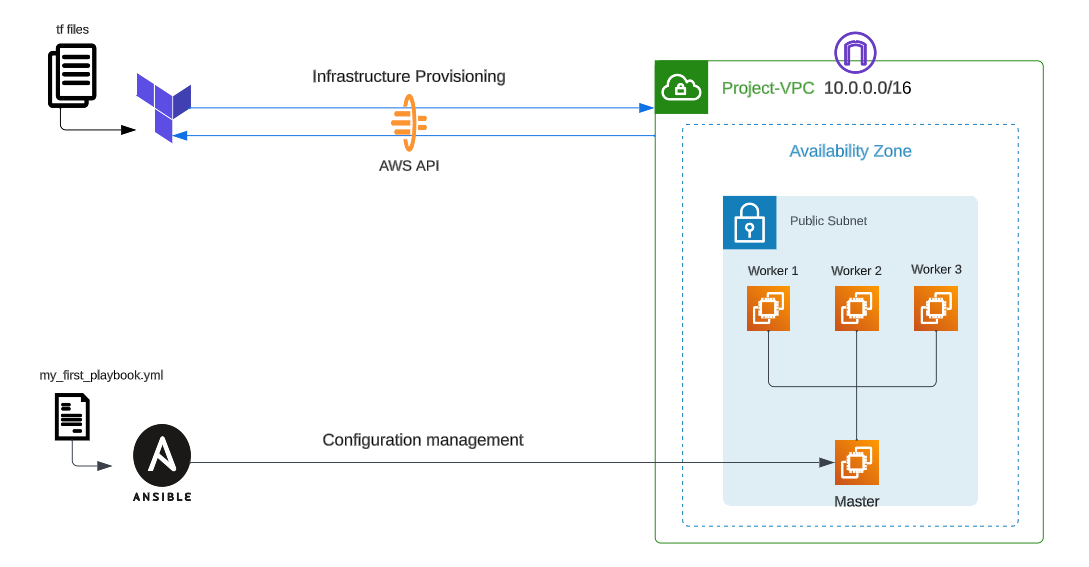 tf files
Infrastructure Provisioning
AWS API
Project-VPC 10.0.0.0/16
Availability Zone
Public Subnet
Worker 1
Worker 2
Worker 3
my_first_playbook.yml
ANSIBLE
Configuration management
Master